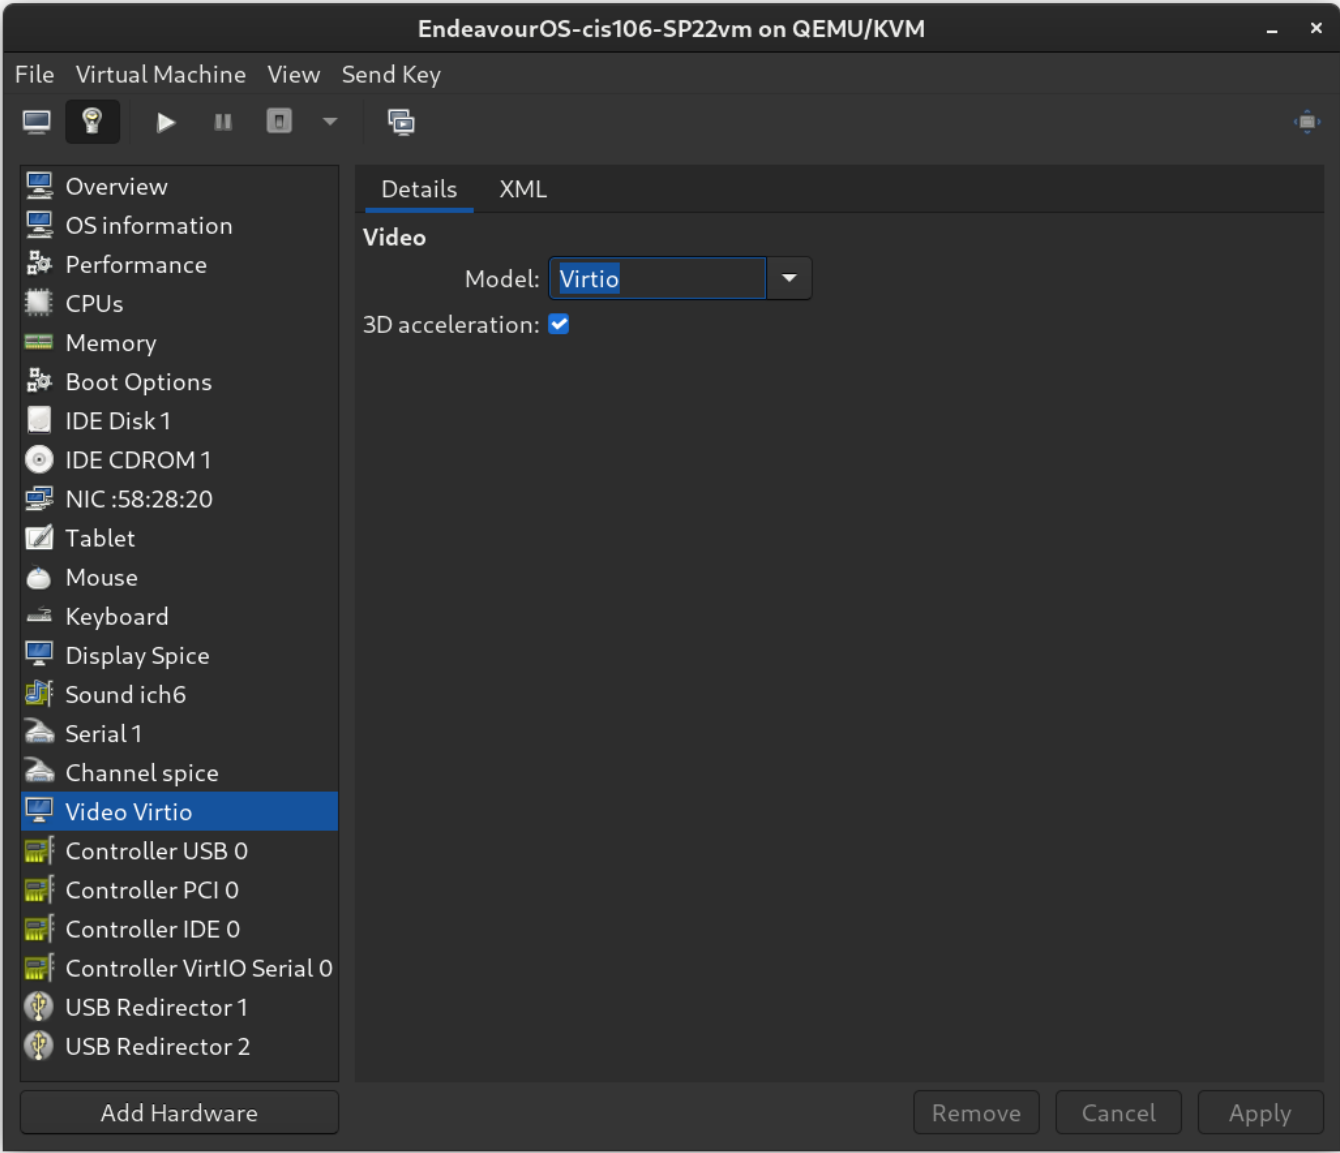 EndeavourOS-cis106-SP22vm on QEMU/KVM
File Virtual Machine View Send Key
Overview
OS information
Performance
CPUs
Memory
Boot Options
IDE Disk 1
IDE CDROM 1
NIC :58:28:20
Tablet
Mouse
Keyboard
Display Spice
Sound ich6
Serial 1
Channel spice
Video Virtio
Controller USB 0
Controller PCI 0
Controller IDE 0
Controller VirtIO Serial 0
USB Redirector 1
USB Redirector 2
Add Hardware
Details XML
Video
Model: Virtio
3D acceleration:
Remove Cancel Apply